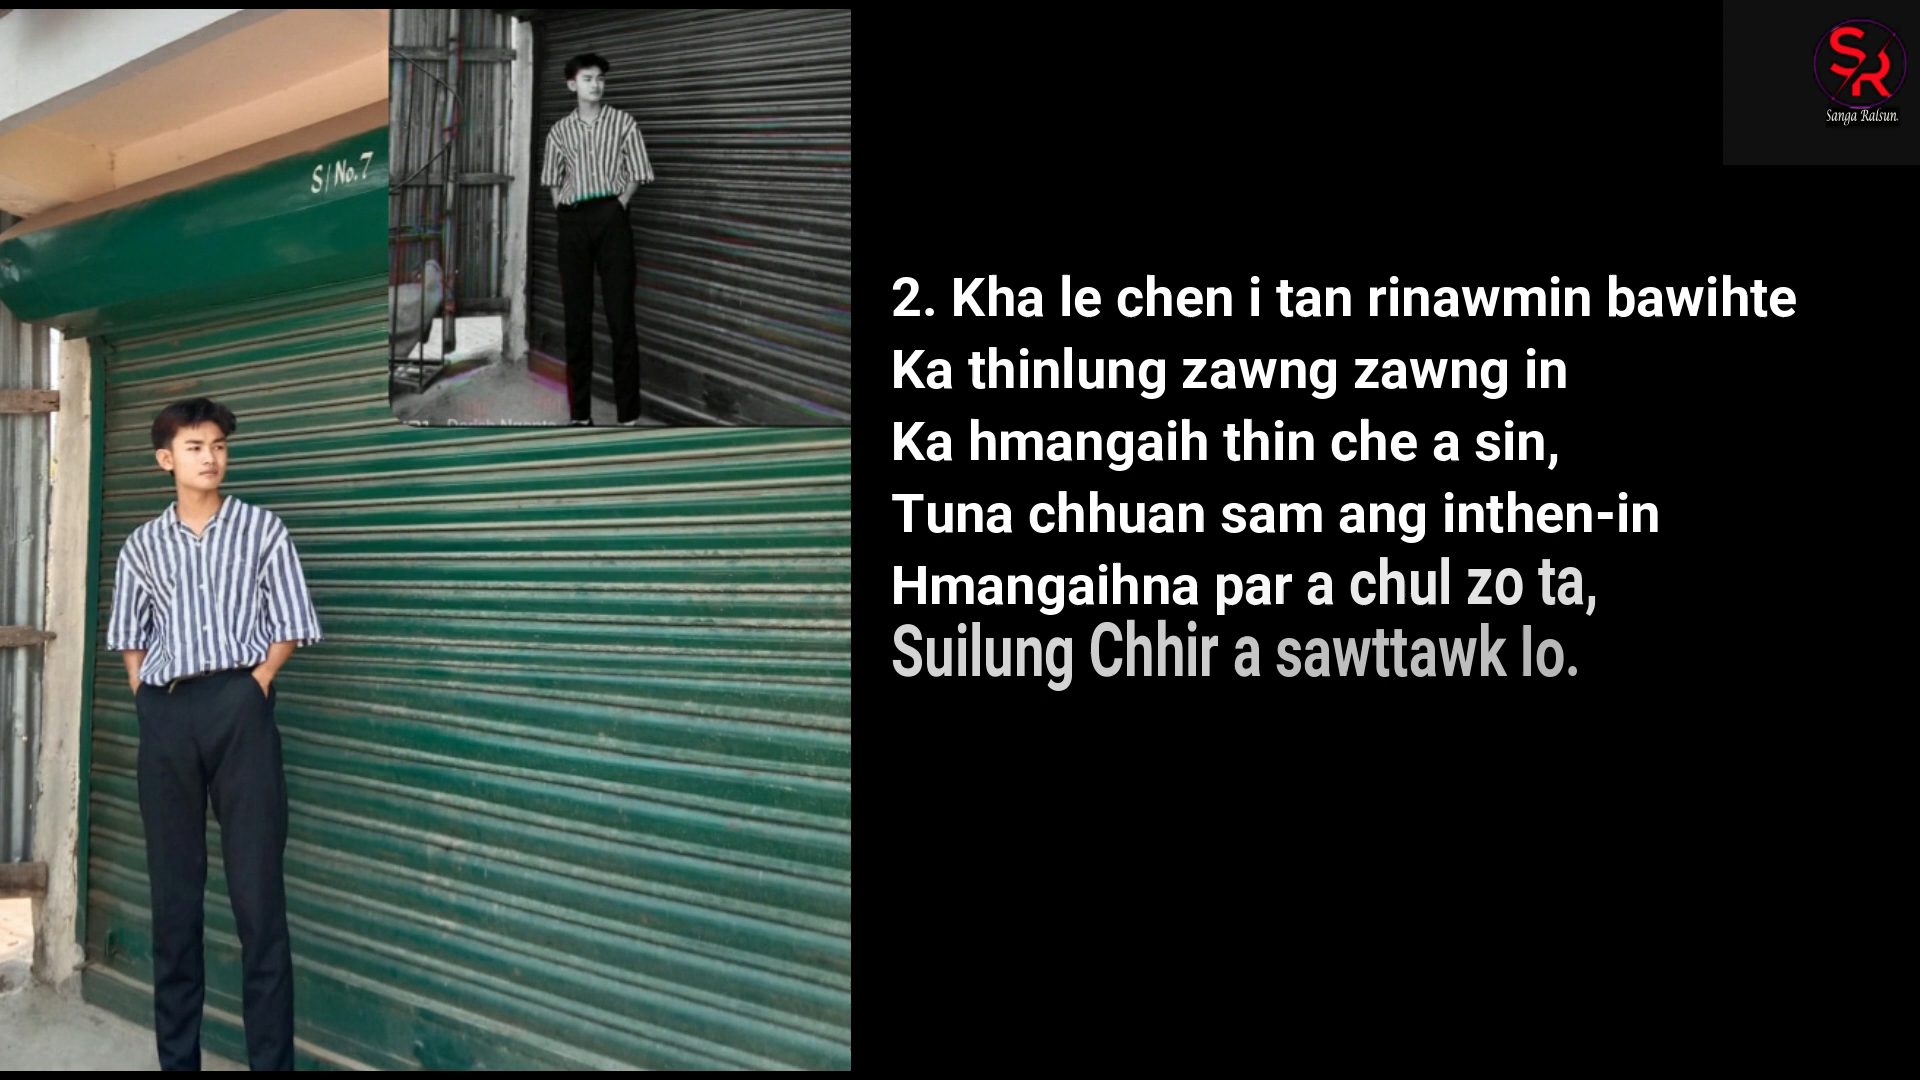 S/No.7
SR
Sanga Ralsun
2. Kha le chen i tan rinawmin bawihte
Ka thinlung zawng zawng in
Ka hmangaih thin che a sin,
Tuna chhuan sam ang inthen-in
Hmangaihna par a chul zo ta,
Suilung Chhir a sawttawk lo.